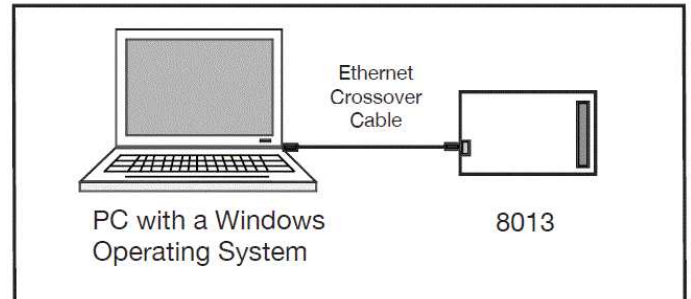 Ethernet
Crossover
Cable
PC with a Windows
Operating System
8013